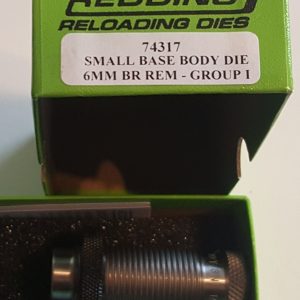 REDDING
RELOADING DIES
74317
SMALL BASE BODY DIE
6MM BR REM - GROUP I